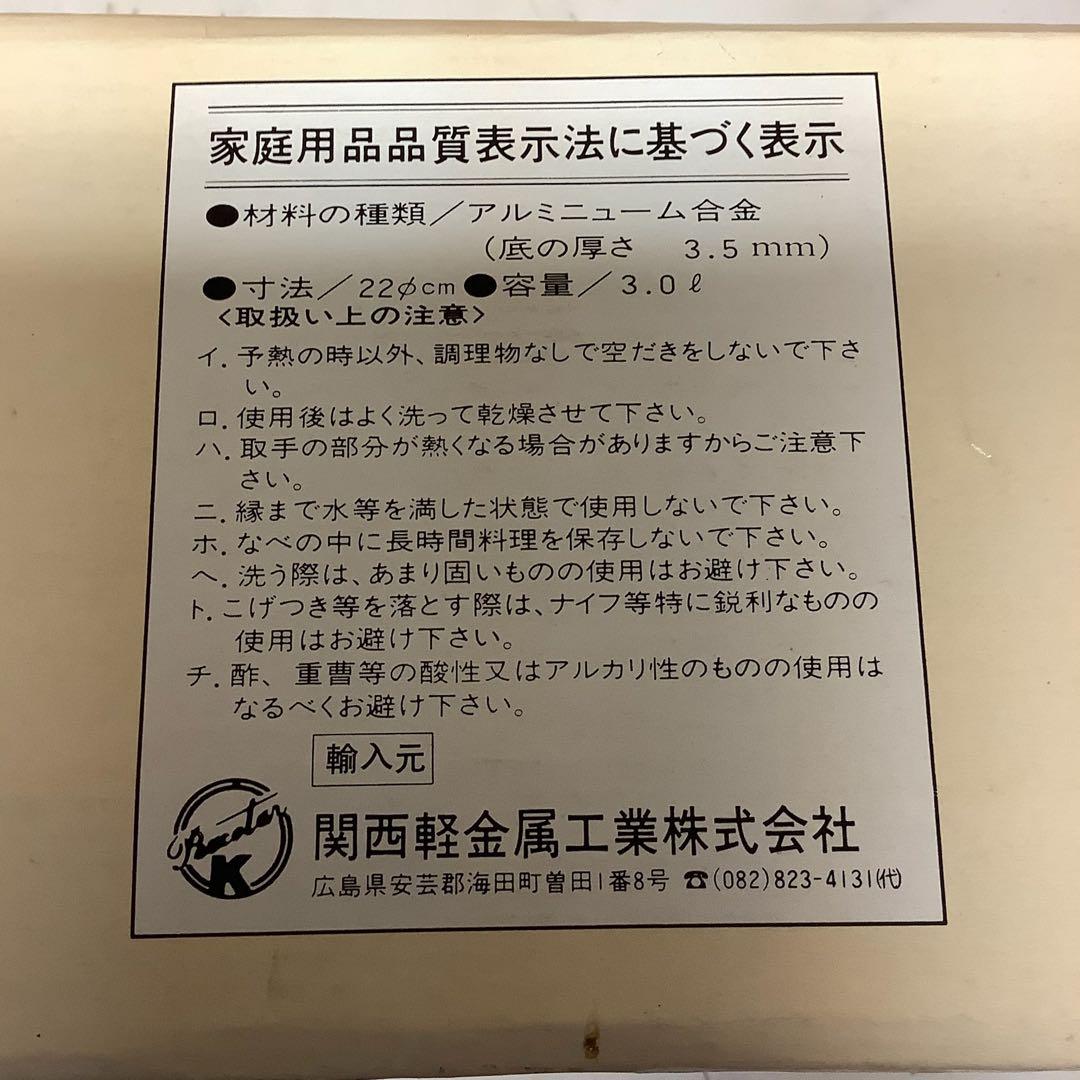 家庭用品品質表示法に基づく表示
●材料の種類/アルミニューム合金
(底の厚さ 3.5mm)
●寸法/22φcm●容量/3.0ℓ
<取扱い上の注意>
イ.予熱の時以外、調理物なしで空だきをしないで下さ
い。
ロ.使用後はよく洗って乾燥させて下さい。
ハ.取手の部分が熱くなる場合がありますからご注意下
さい。
ニ.縁まで水等を満した状態で使用しないで下さい。
ホ.なべの中に長時間料理を保存しないで下さい。
ヘ.洗う際は、あまり固いものの使用はお避け下さい。
ト.こげつき等を落とす際は、ナイフ等特に鋭利なものの
使用はお避け下さい。
チ.酢、重曹等の酸性又はアルカリ性のものの使用は
なるべくお避け下さい。
輸入元
K
関西軽金属工業株式会社
広島県安芸郡海田町曽田1番8号 ☎(082)823-4131(代)